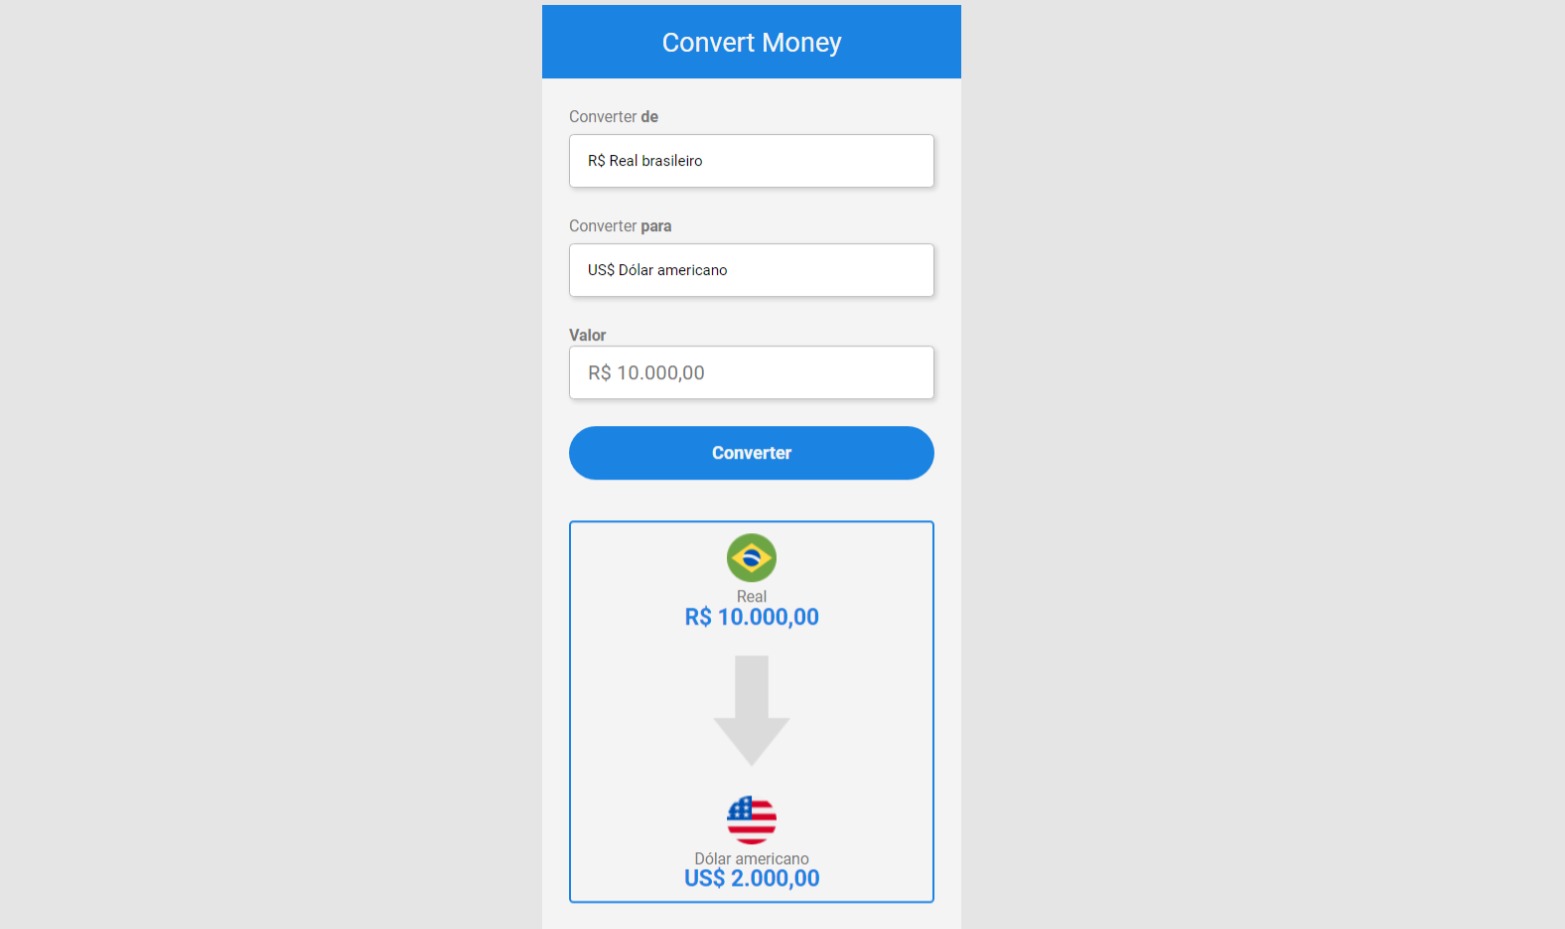 Convert Money
Converter de
R$ Real brasileiro
Converter para
US$ Dólar americano
Valor
R$ 10.000,00
Converter
Real
R$ 10.000,00
Dólar americano
US$ 2.000,00